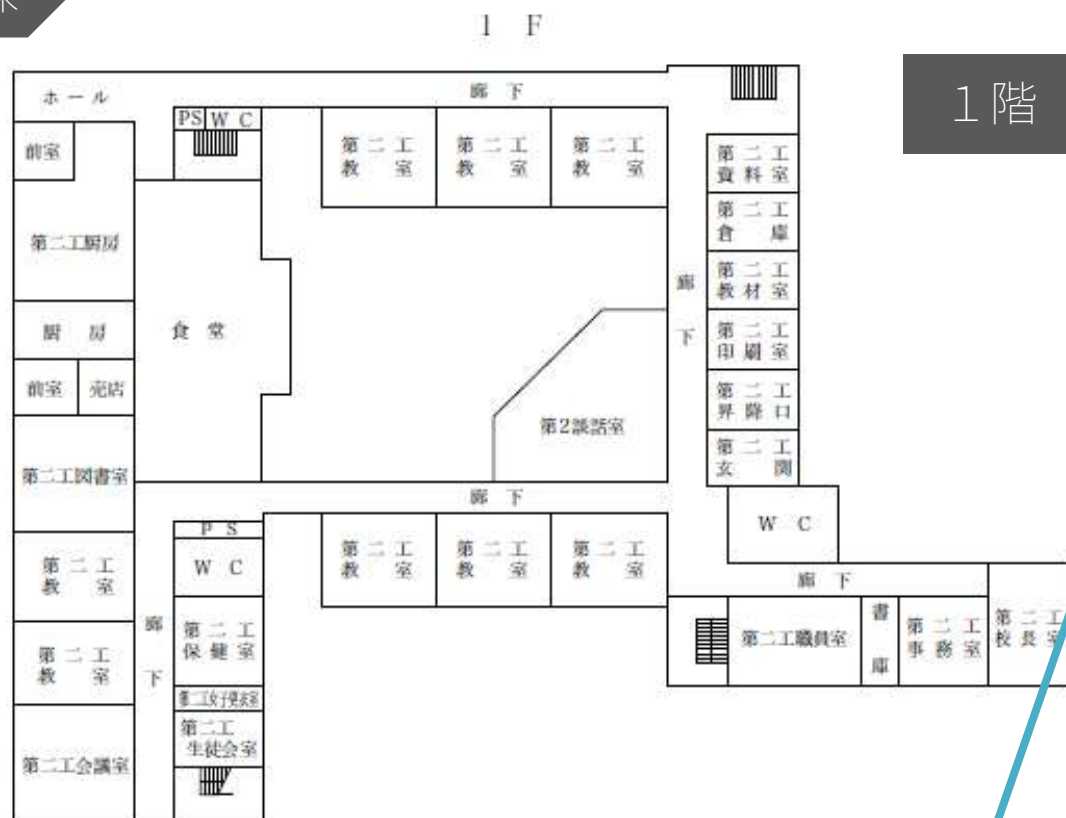 1 F
1階
ホール
廊下
PS
WC
前室
第二工
教室
第二工
教室
第二工
教室
第二工
資料室
第二工
倉庫
第二工厨房
廊
下
第二工
教材室
厨房
食堂
第二工
印刷室
前室
売店
第2談話室
第二工
昇降口
第二工図書室
第二工
玄関
廊下
PS
WC
WC
第二工
教室
第二工
教室
第二工
教室
第二工
教室
廊下
廊
下
第二工
保健室
第二工職員室
書
庫
第二工
事務室
第二工
校長室
第二工
教室
第二工女子更衣室
第二工
生徒会室
第二工会議室